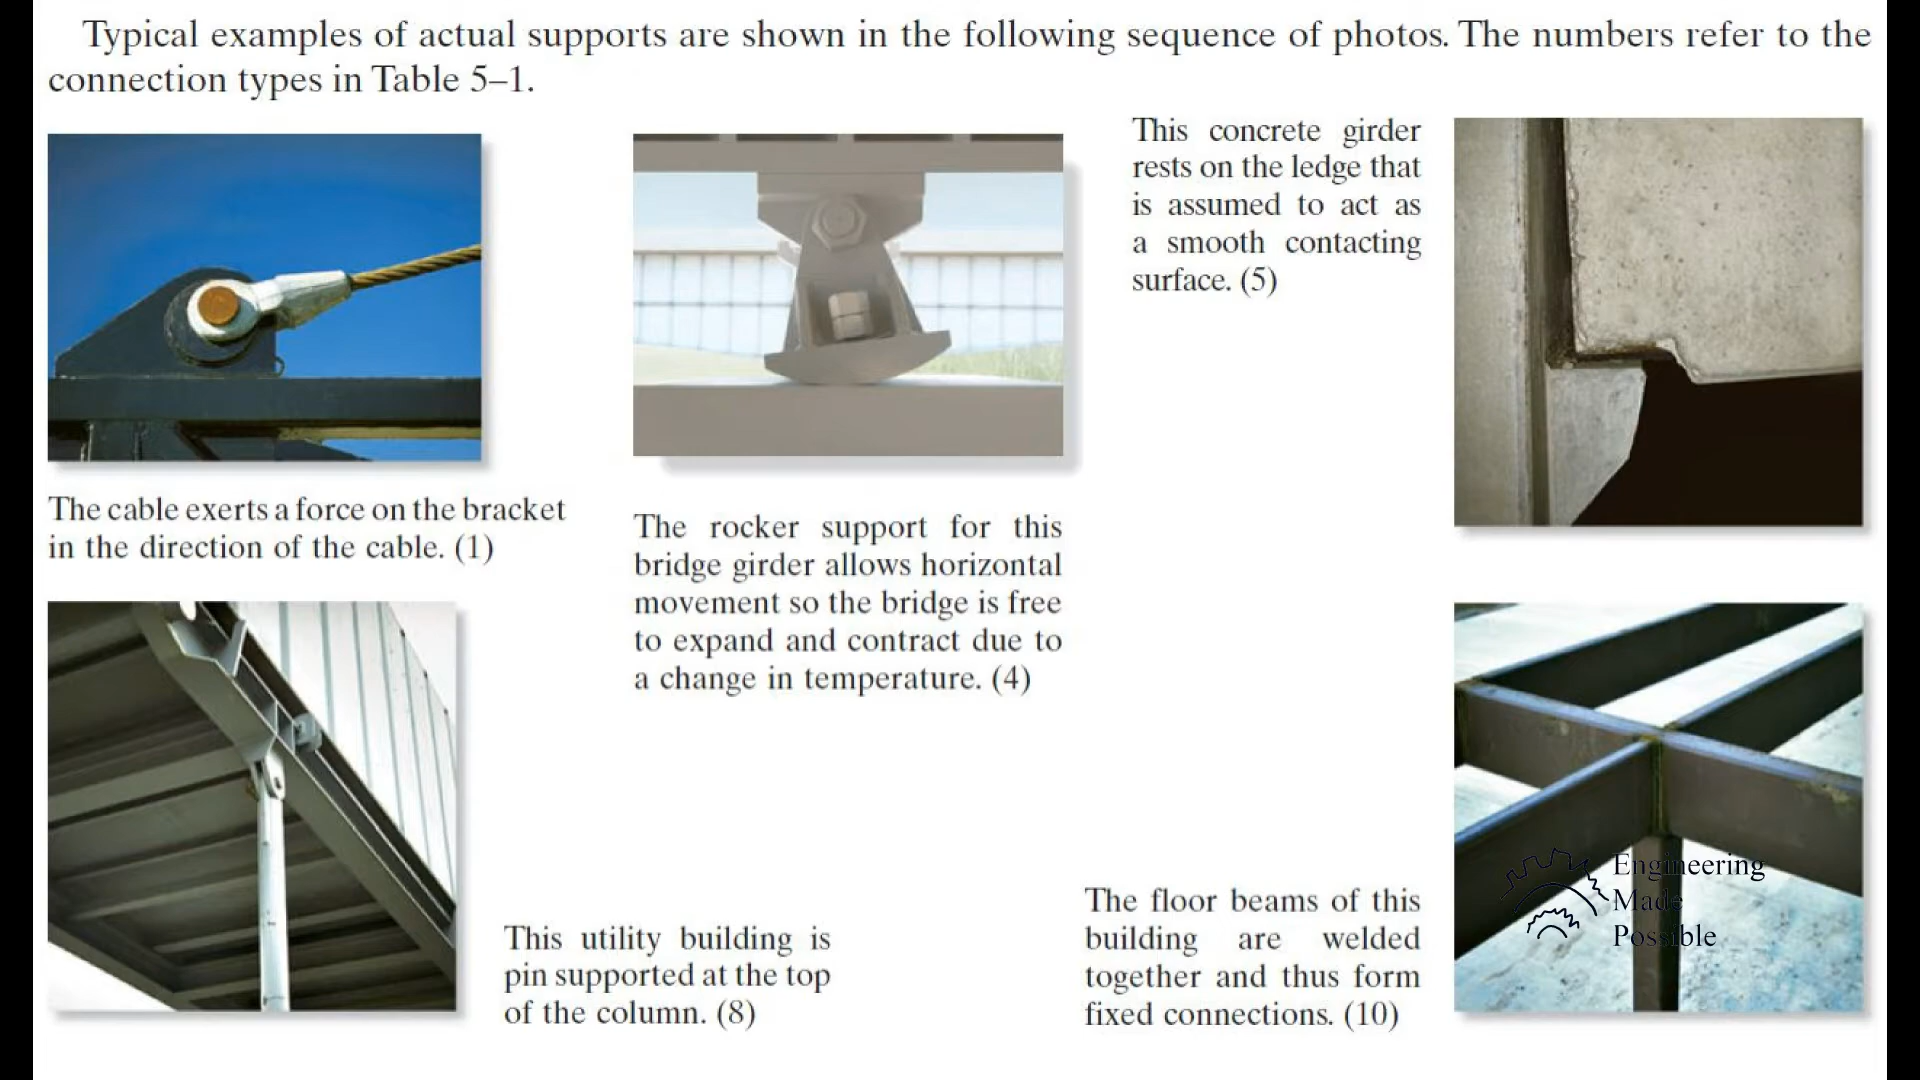 Typical examples of actual supports are shown in the following sequence of photos. The numbers refer to the
connection types in Table 5–1.
The cable exerts a force on the bracket
in the direction of the cable. (1)
The rocker support for this
bridge girder allows horizontal
movement so the bridge is free
to expand and contract due to
a change in temperature. (4)
This concrete girder
rests on the ledge that
is assumed to act as
a smooth contacting
surface. (5)
This utility building is
pin supported at the top
of the column. (8)
The floor beams of this
building are welded
together and thus form
fixed connections. (10)
Engineering
Made
Possible